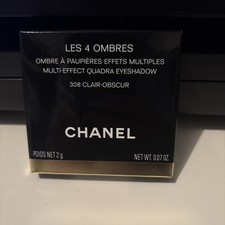 LES 4 OMBRES
OMBRE À PAUPIÈRES EFFETS MULTIPLES
MULTI-EFFECT QUADRA EYESHADOW
308 CLAIR-OBSCUR
CHANEL
POIDS NET 2 g NET WT. 0.07 OZ.